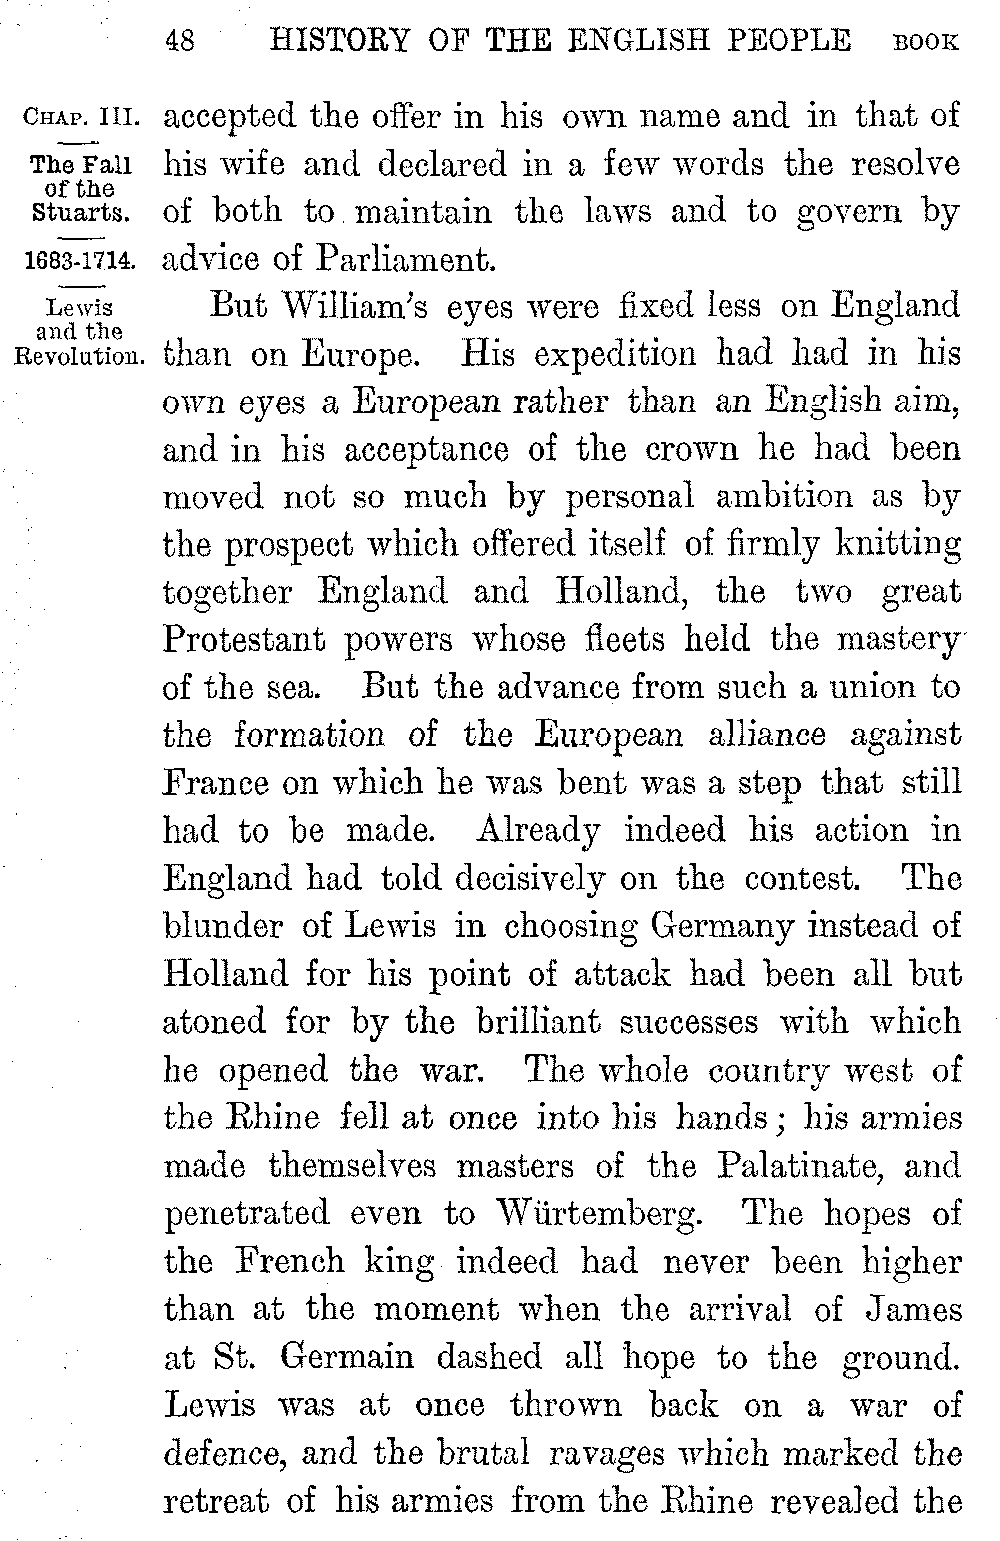 48 HISTORY OF THE ENGLISH PEOPLE BOOK
CHAP. III.
The Fall
of the
Stuarts.
1683-1714.
Lewis
and the
Revolution.
accepted the offer in his own name and in that of
his wife and declared in a few words the resolve
of both to maintain the laws and to govern by
advice of Parliament.
But William's eyes were fixed less on England
than on Europe. His expedition had had in his
own eyes a European rather than an English aim,
and in his acceptance of the crown he had been
moved not so much by personal ambition as by
the prospect which offered itself of firmly knitting
together England and Holland, the two great
Protestant powers whose fleets held the mastery
of the sea. But the advance from such a union to
the formation of the European alliance against
France on which he was bent was a step that still
had to be made. Already indeed his action in
England had told decisively on the contest. The
blunder of Lewis in choosing Germany instead of
Holland for his point of attack had been all but
atoned for by the brilliant successes with which
he opened the war. The whole country west of
the Rhine fell at once into his hands; his armies
made themselves masters of the Palatinate, and
penetrated even to Würtemberg. The hopes of
the French king indeed had never been higher
than at the moment when the arrival of James
at St. Germain dashed all hope to the ground.
Lewis was at once thrown back on a war of
defence, and the brutal ravages which marked the
retreat of his armies from the Rhine revealed the